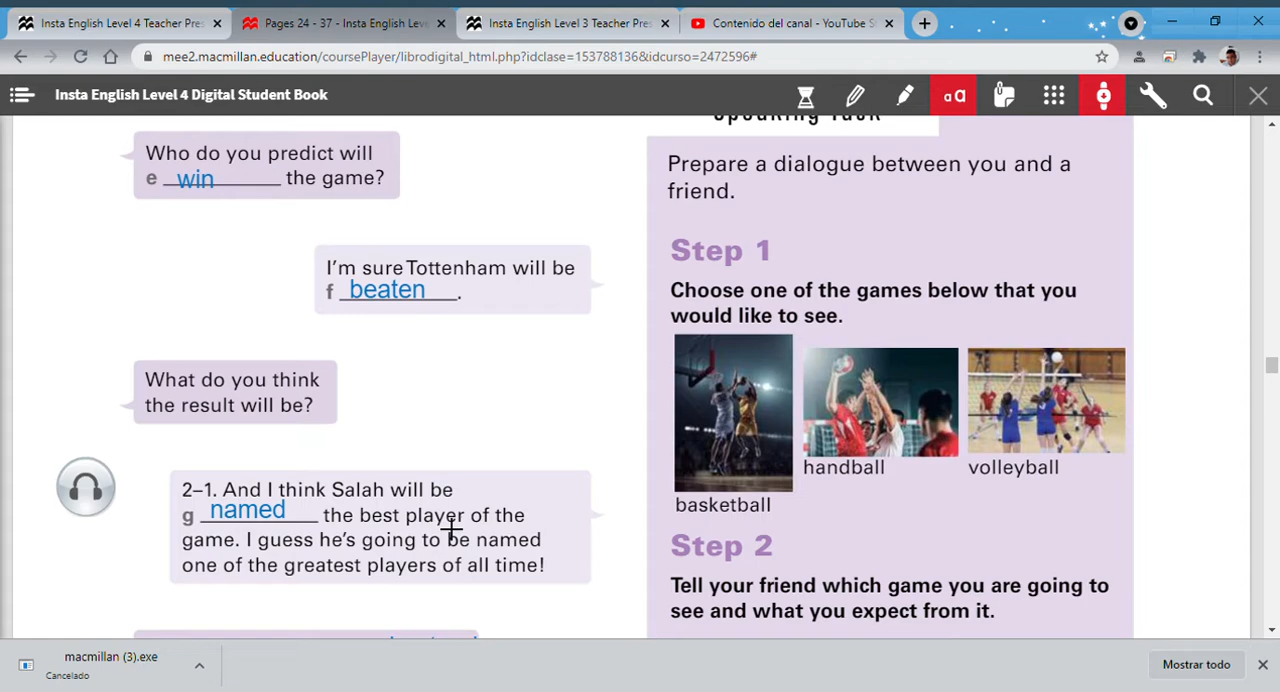 Insta English Level 4 Teacher Pres
Pages 24 - 37 - Insta English Leve
Insta English Level 3 Teacher Pres
Contenido del canal - YouTube S
mee2.macmillan.education/coursePlayer/librodigital_html.php?idclase=153788136&idcurso=2472596#
Insta English Level 4 Digital Student Book
aA
Who do you predict will
e win the game?
I'm sure Tottenham will be
f beaten.
What do you think
the result will be?
2–1. And I think Salah will be
g named the best player of the
game. I guess he's going to be named
one of the greatest players of all time!
Speaking Task
Prepare a dialogue between you and a
friend.
Step 1
Choose one of the games below that you
would like to see.
basketball
handball
volleyball
Step 2
Tell your friend which game you are going to
see and what you expect from it.
macmillan (3).exe
Cancelado
Mostrar todo